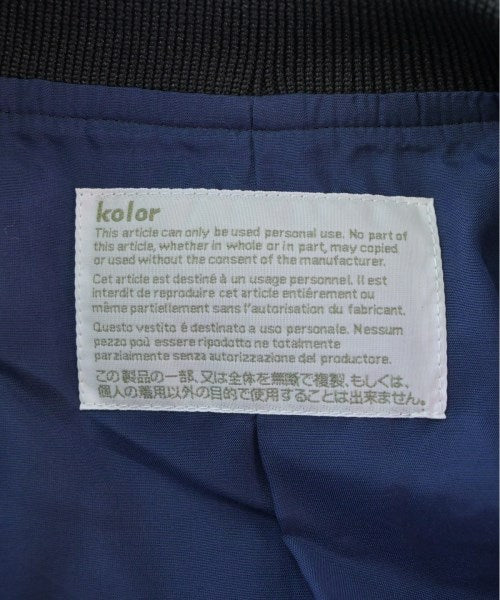 kolor
This article can only be used personal use. No part of
this article, whether in whole or in part, may copied
or used without the consent of the manufacturer.
Cet article est destiné à un usage personnel. Il est
interdit de reproduire cet article entiérement ou
même partiellement sans l'autorisation du fabricant.
Questo vestito é destinato a uso personale. Nessum
pezzo puó essere ripodotto ne totalmente
parzialmente senza autorizzazione del productore.
この製品の一部、又は全体を無断で複製、もしくは、
個人の着用以外の目的で使用することは出来ません。